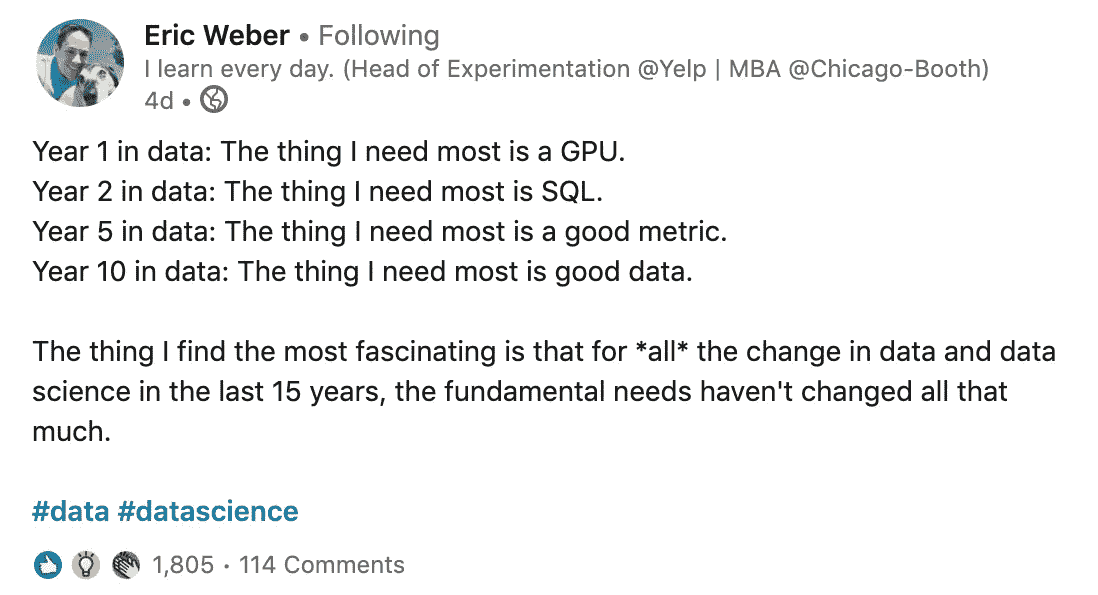 Eric Weber • Following
I learn every day. (Head of Experimentation @Yelp | MBA @Chicago-Booth)
4d •
Year 1 in data: The thing I need most is a GPU.
Year 2 in data: The thing I need most is SQL.
Year 5 in data: The thing I need most is a good metric.
Year 10 in data: The thing I need most is good data.
The thing I find the most fascinating is that for *all* the change in data and data
science in the last 15 years, the fundamental needs haven't changed all that
much.
#data #datascience
1,805 · 114 Comments